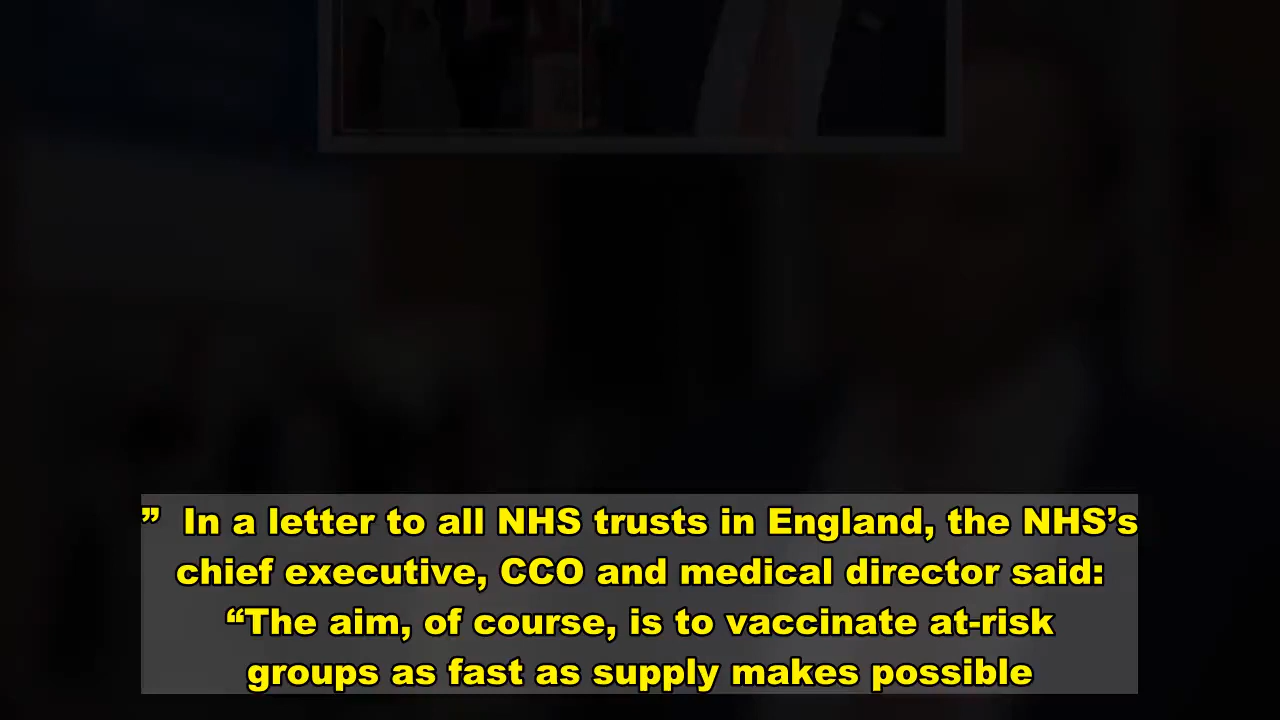 ”  In a letter to all NHS trusts in England, the NHS’s
chief executive, CCO and medical director said:
“The aim, of course, is to vaccinate at-risk
groups as fast as supply makes possible